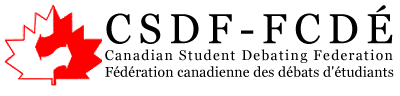 CSDF-FCDÉ
Canadian Student Debating Federation
Fédération canadienne des débats d'étudiants